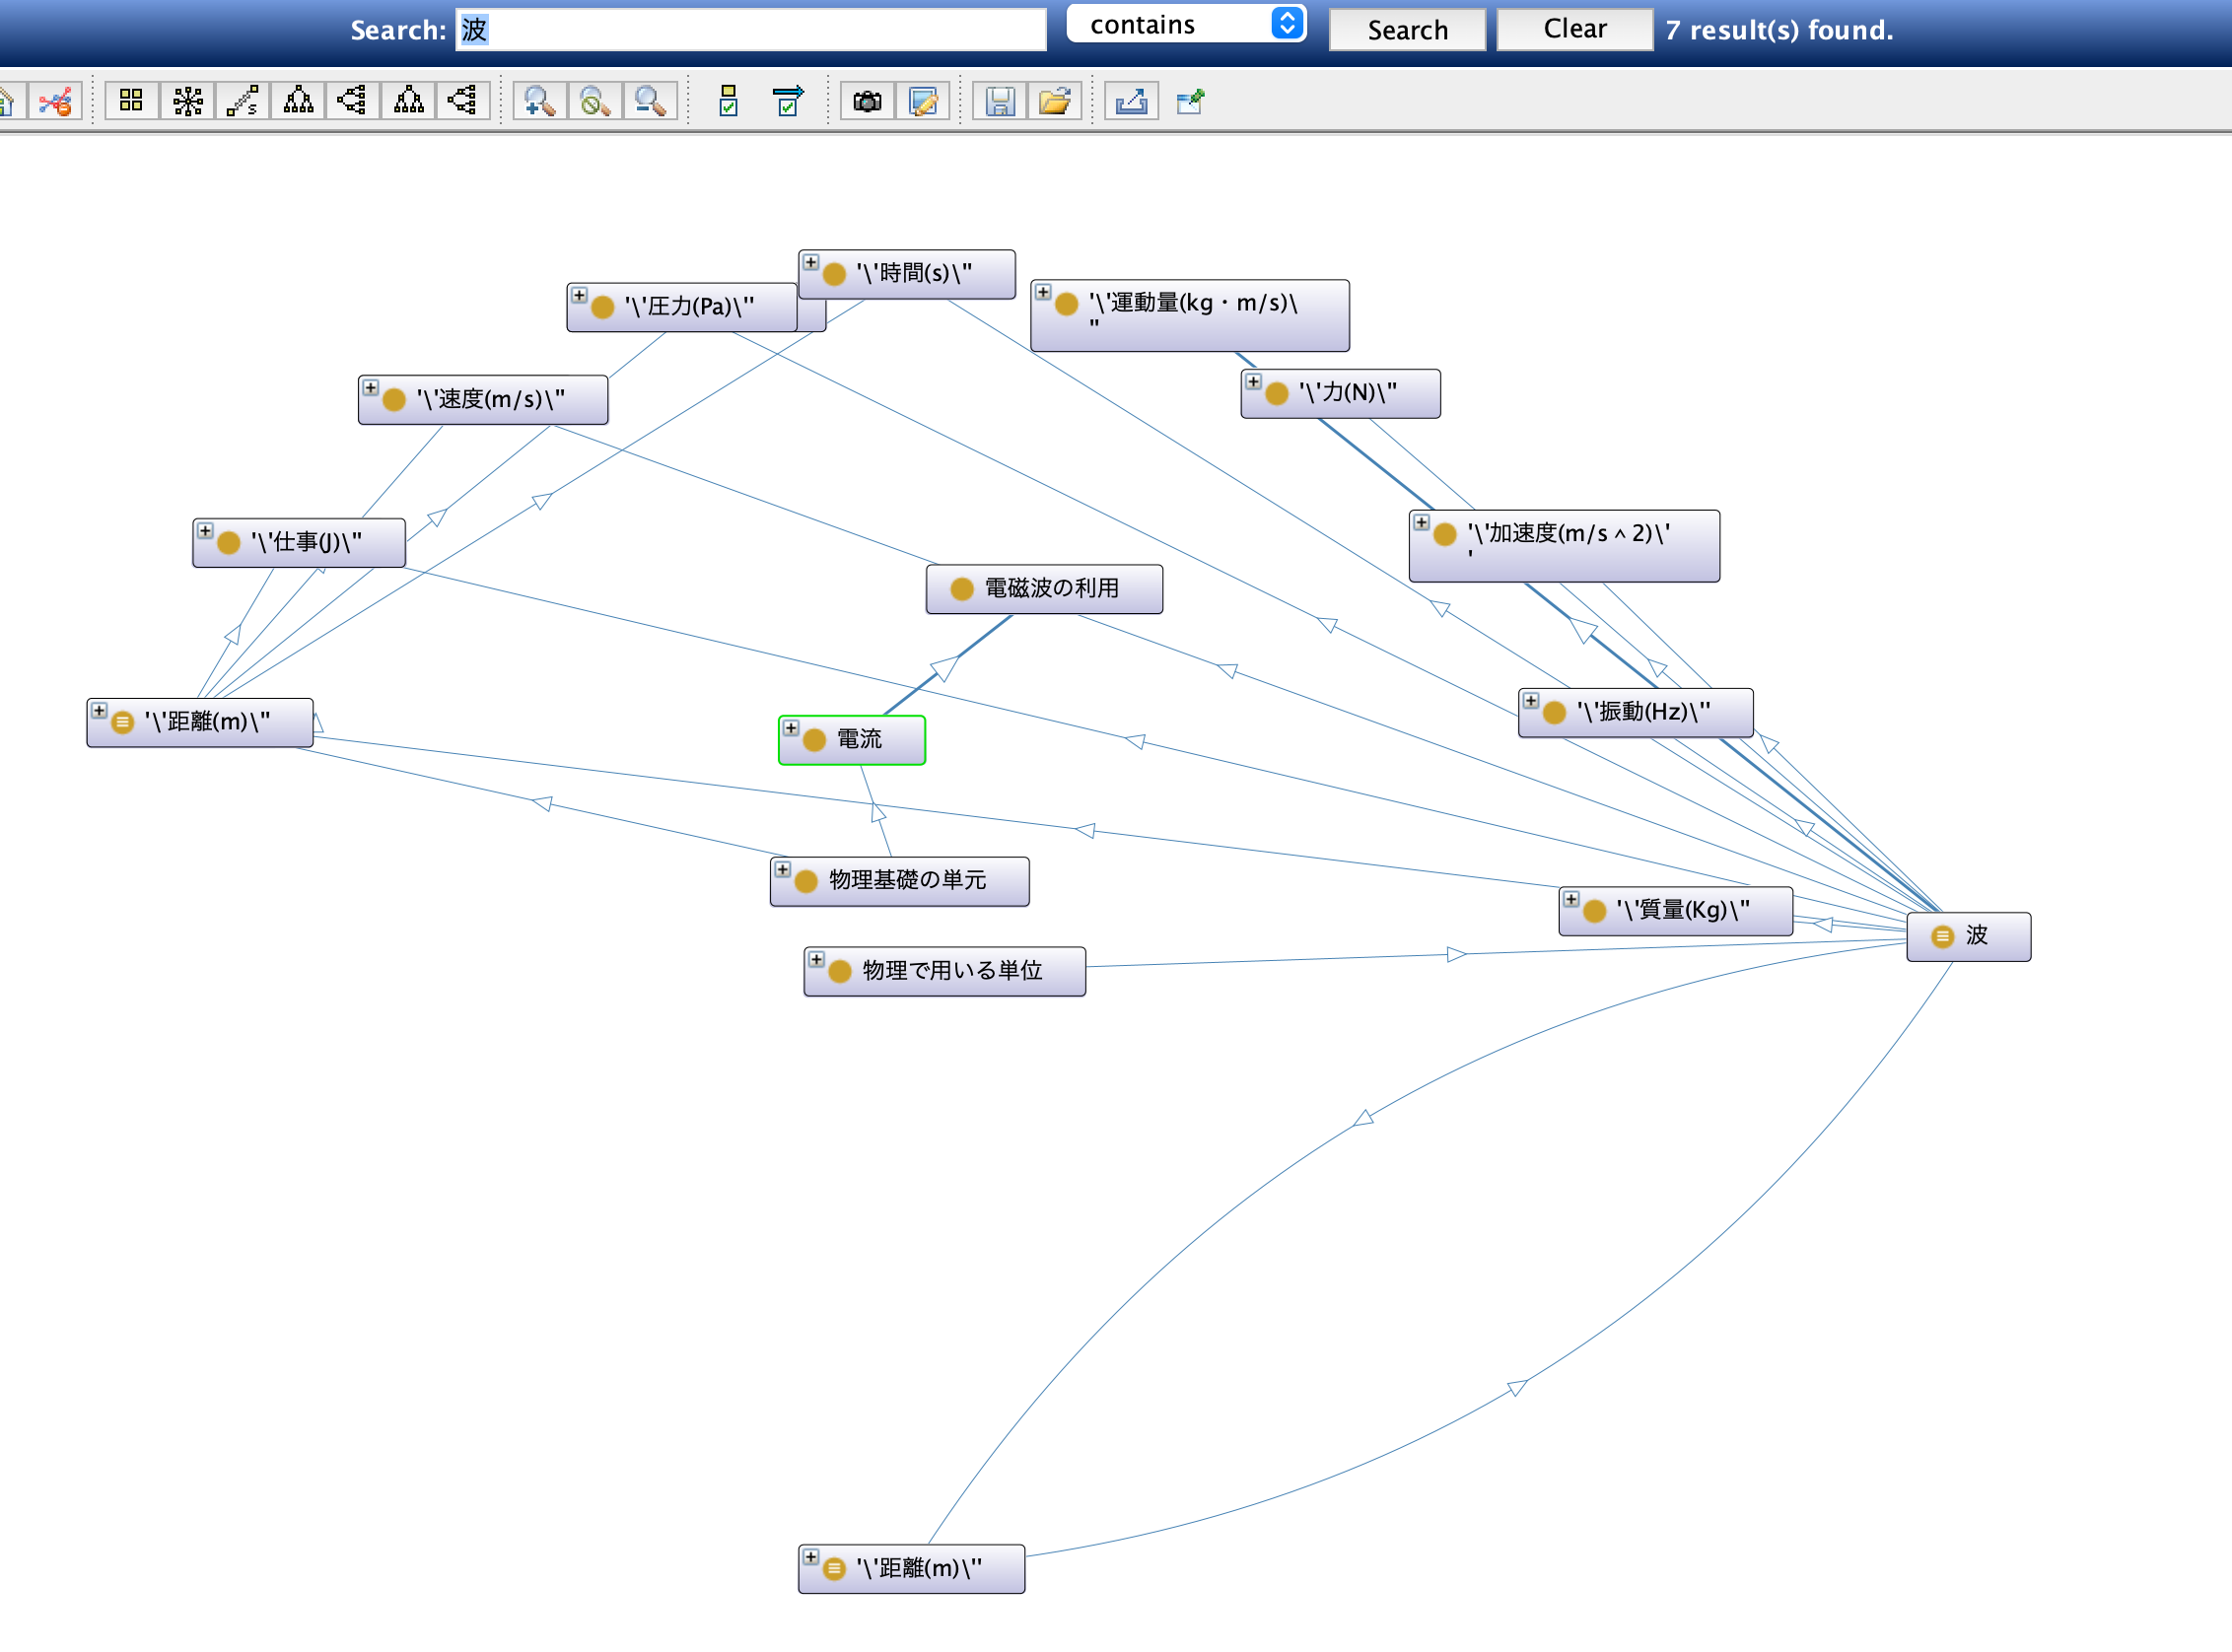 Search: 波 contains Search Clear 7 result(s) found.
'\'時間(s)\''
'\'圧力(Pa)\''
'\'運動量(kg・m/s)\
''
'\'力(N)\''
'\'速度(m/s)\''
'\'仕事(J)\''
'\'加速度(m/s^2)\'
'
電磁波の利用
'\'距離(m)\''
電流
'\'振動(Hz)\''
物理基礎の単元
'\'質量(Kg)\''
波
物理で用いる単位
'\'距離(m)\''